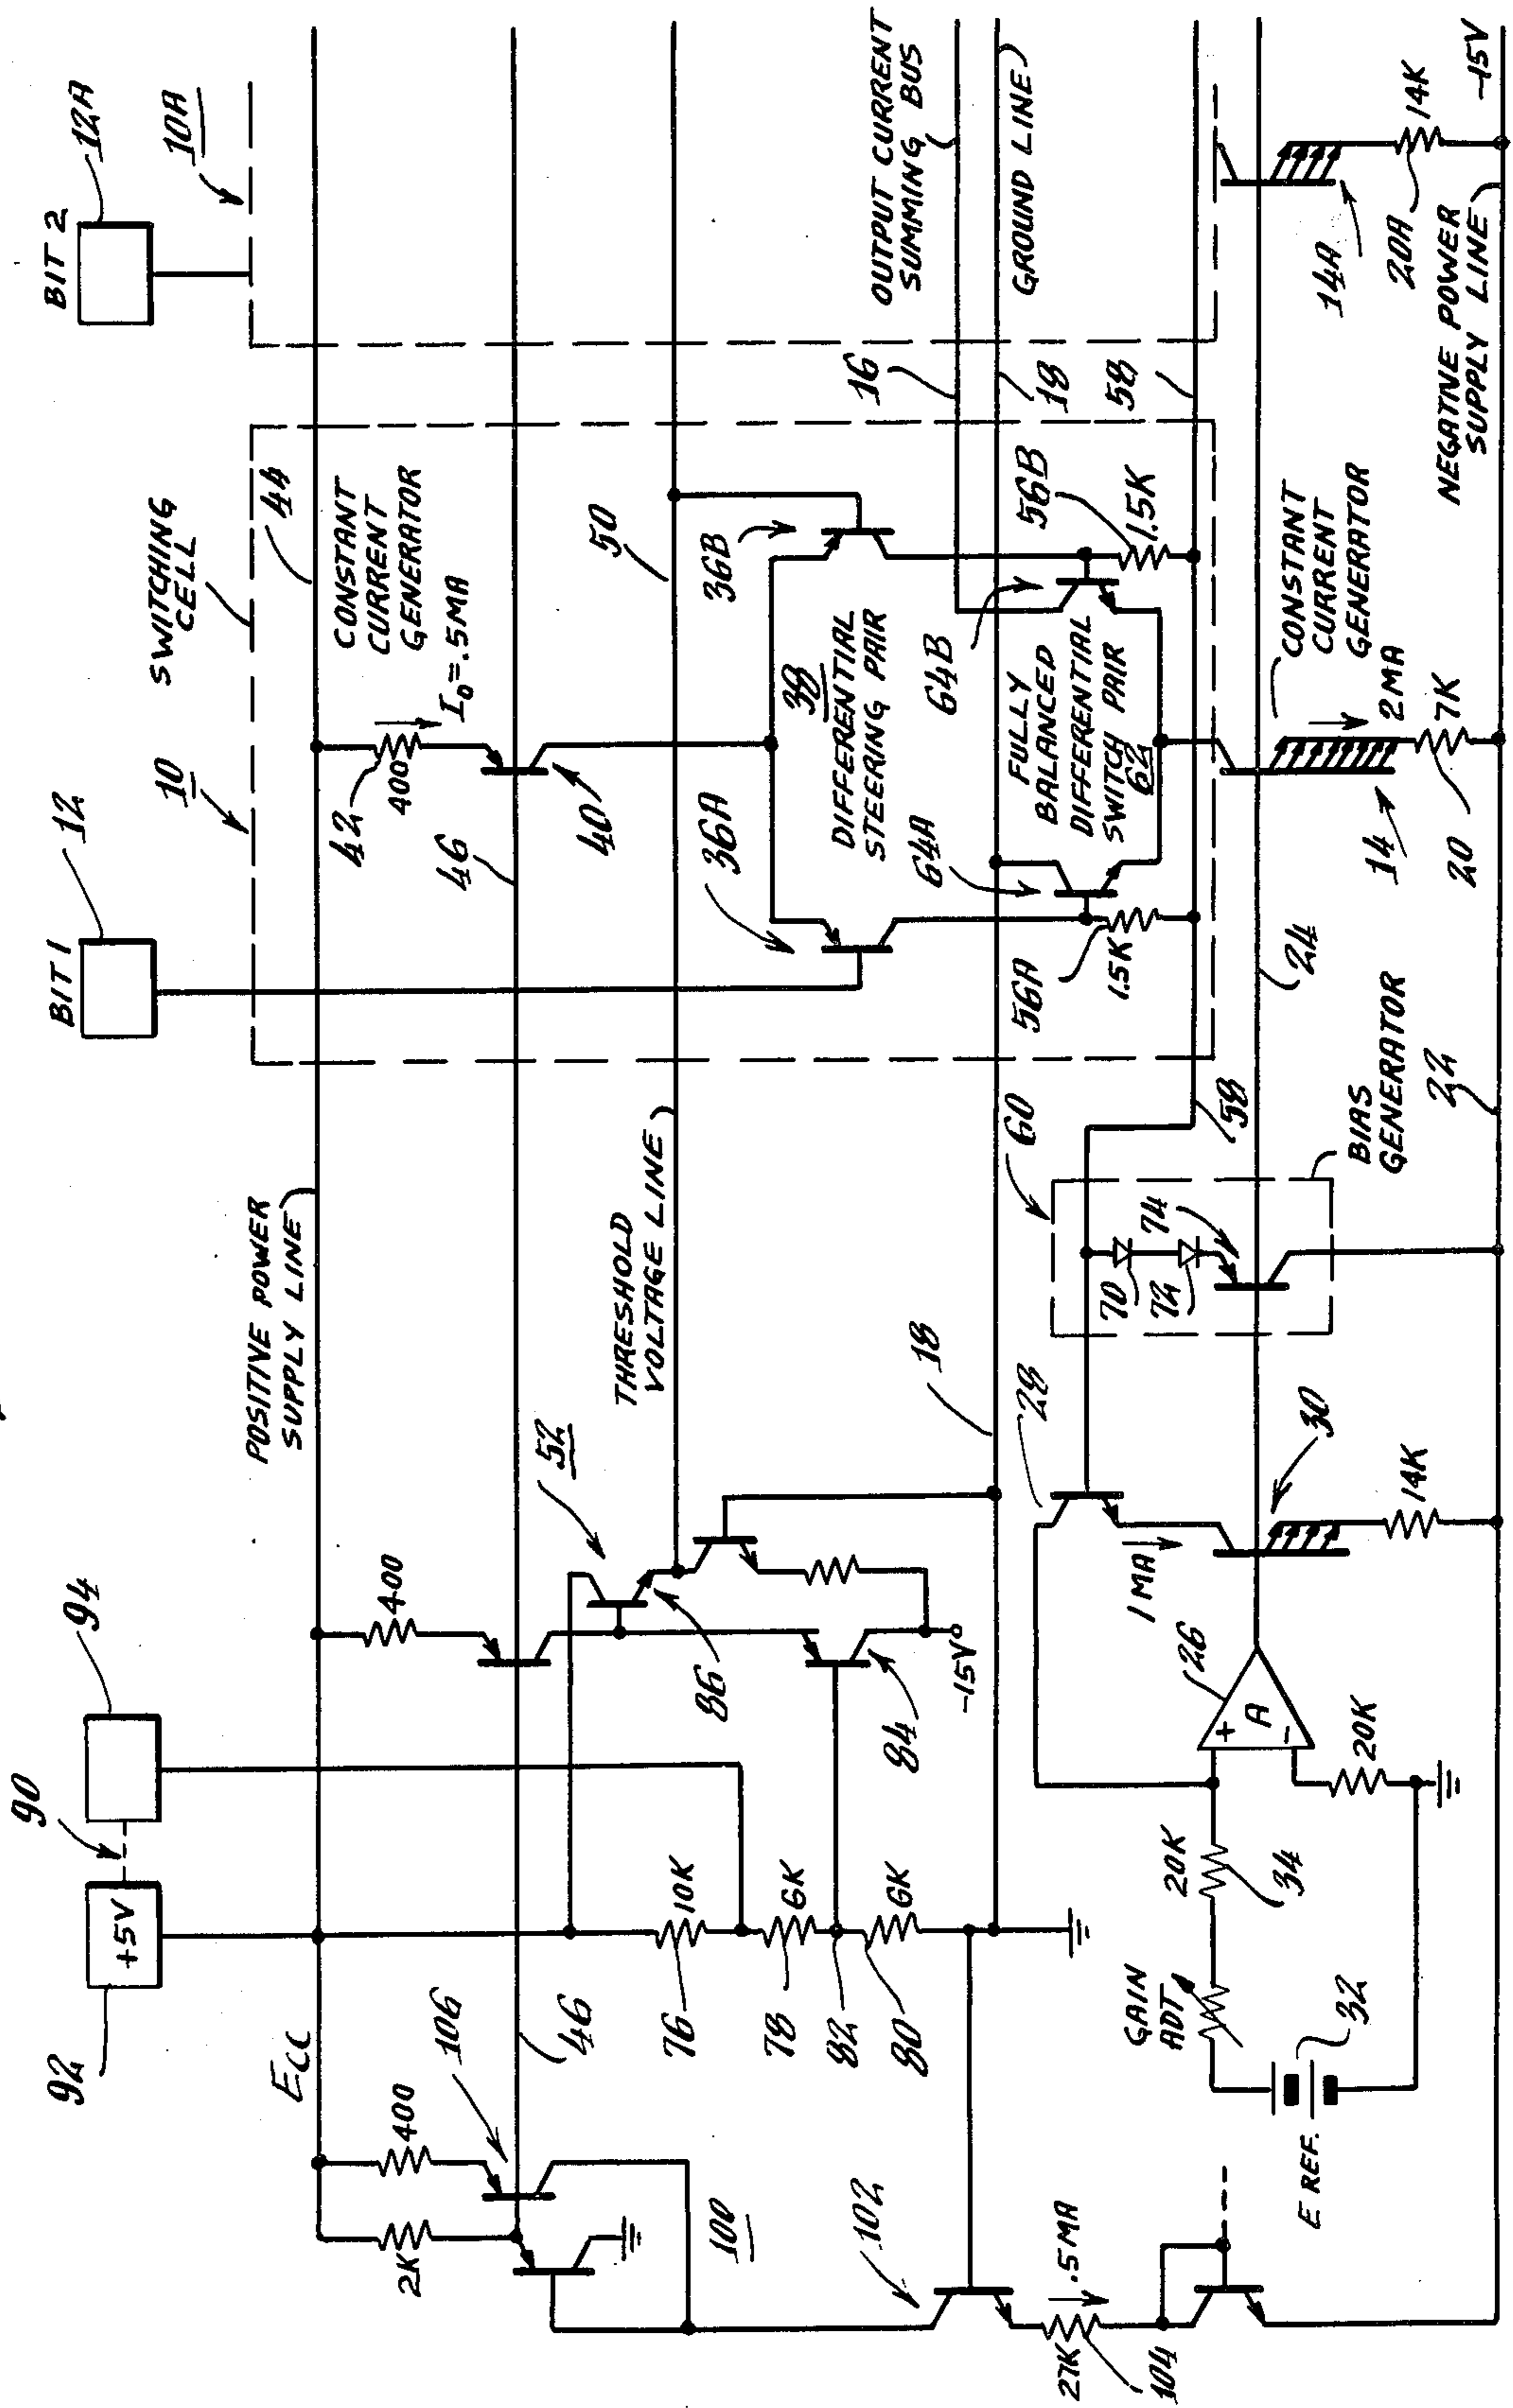 BIT 1
12
BIT 2
12A
10A
90
94
92
+5V
SWITCHING
CELL
10
44
POSITIVE POWER
SUPPLY LINE
ECC
106
400
2K
400
400
42
CONSTANT
CURRENT
GENERATOR
I0=.5MA
40
46
46
52
THRESHOLD
VOLTAGE LINE
50
36A
36B
38
DIFFERENTIAL
STEERING PAIR
86
76
10K
78
6K
82
80
6K
84
-15V
100
102
18
18
16
OUTPUT CURRENT
SUMMING BUS
GROUND LINE
64A
64B
FULLY
BALANCED
DIFFERENTIAL
SWITCH PAIR
62
56A
1.5K
56B
1.5K
58
58
60
28
70
72
74
BIAS
GENERATOR
24
22
27K
104
.5MA
E REF.
32
GAIN
ADT
20K
34
20K
26
A
+
-
1MA
30
14K
CONSTANT
CURRENT
GENERATOR
2MA
14
20
7K
14A
20A
14K
NEGATIVE POWER
SUPPLY LINE
-15V